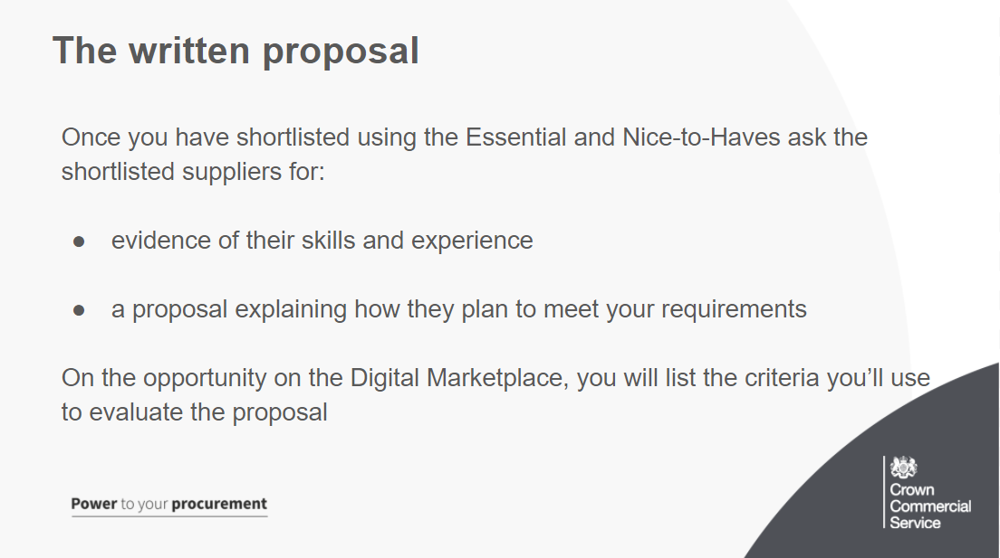 The written proposal
Once you have shortlisted using the Essential and Nice-to-Haves ask the
shortlisted suppliers for:
● evidence of their skills and experience
● a proposal explaining how they plan to meet your requirements
On the opportunity on the Digital Marketplace, you will list the criteria you’ll use
to evaluate the proposal
Power to your procurement
Crown
Commercial
Service